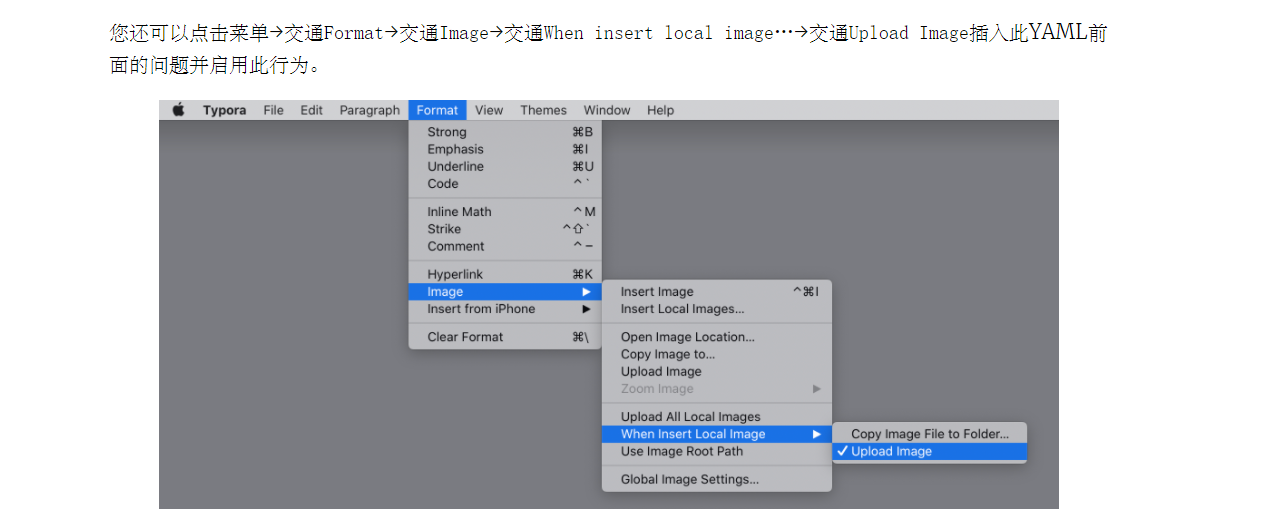 您还可以点击菜单→交通Format→交通Image→交通When insert local image…→交通Upload Image插入此YAML前
面的问题并启用此行为。
Typora File Edit Paragraph Format View Themes Window Help
Strong ⌘B
Emphasis ⌘I
Underline ⌘U
Code ^`
Inline Math ^M
Strike ^⇧`
Comment ^–
Hyperlink ⌘K
Image ▶
Insert from iPhone ▶
Clear Format ⌘\
Insert Image ^⌘I
Insert Local Images...
Open Image Location...
Copy Image to...
Upload Image
Zoom Image ▶
Upload All Local Images
When Insert Local Image ▶
Use Image Root Path
Global Image Settings...
Copy Image File to Folder...
✓ Upload Image